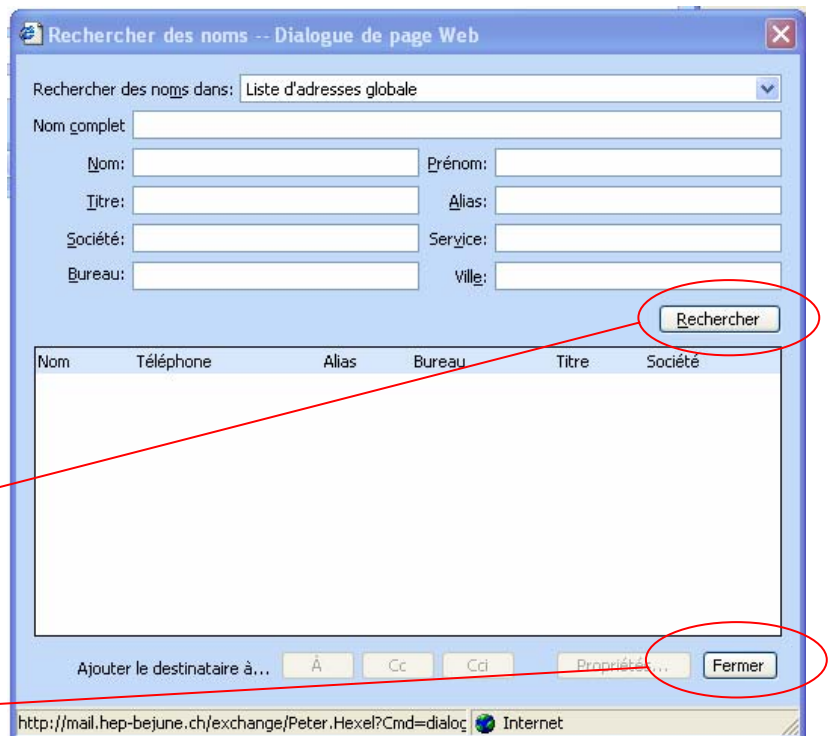 Rechercher des noms -- Dialogue de page Web
Rechercher des noms dans: Liste d'adresses globale
Nom complet
Nom: Prénom:
Titre: Alias:
Société: Service:
Bureau: Ville:
Rechercher
Nom Téléphone Alias Bureau Titre Société
Ajouter le destinataire à... À Cc Cci Propriétés... Fermer
http://mail.hep-bejune.ch/exchange/Peter.Hexel?Cmd=dialog Internet